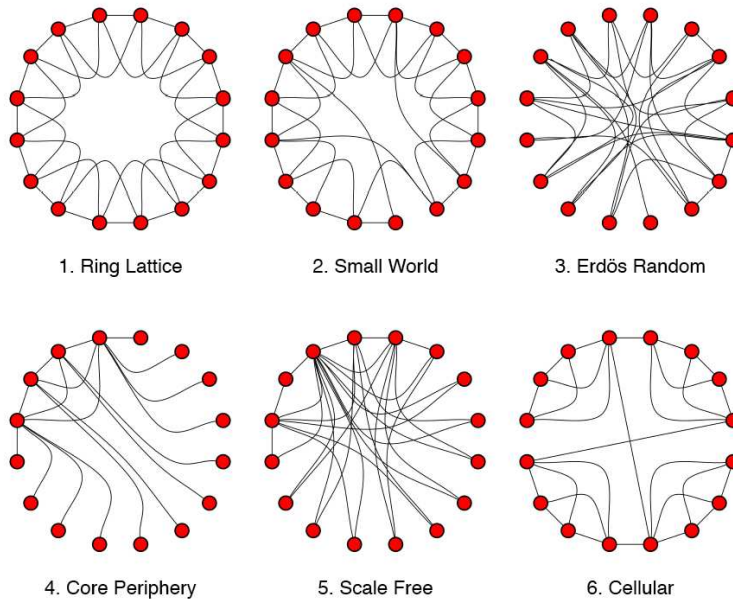 1. Ring Lattice
2. Small World
3. Erdös Random
4. Core Periphery
5. Scale Free
6. Cellular